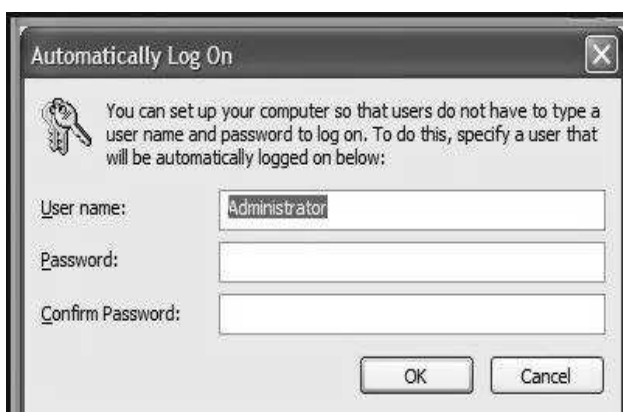 Automatically Log On
You can set up your computer so that users do not have to type a
user name and password to log on. To do this, specify a user that
will be automatically logged on below:
User name:
Administrator
Password:
Confirm Password:
OK
Cancel